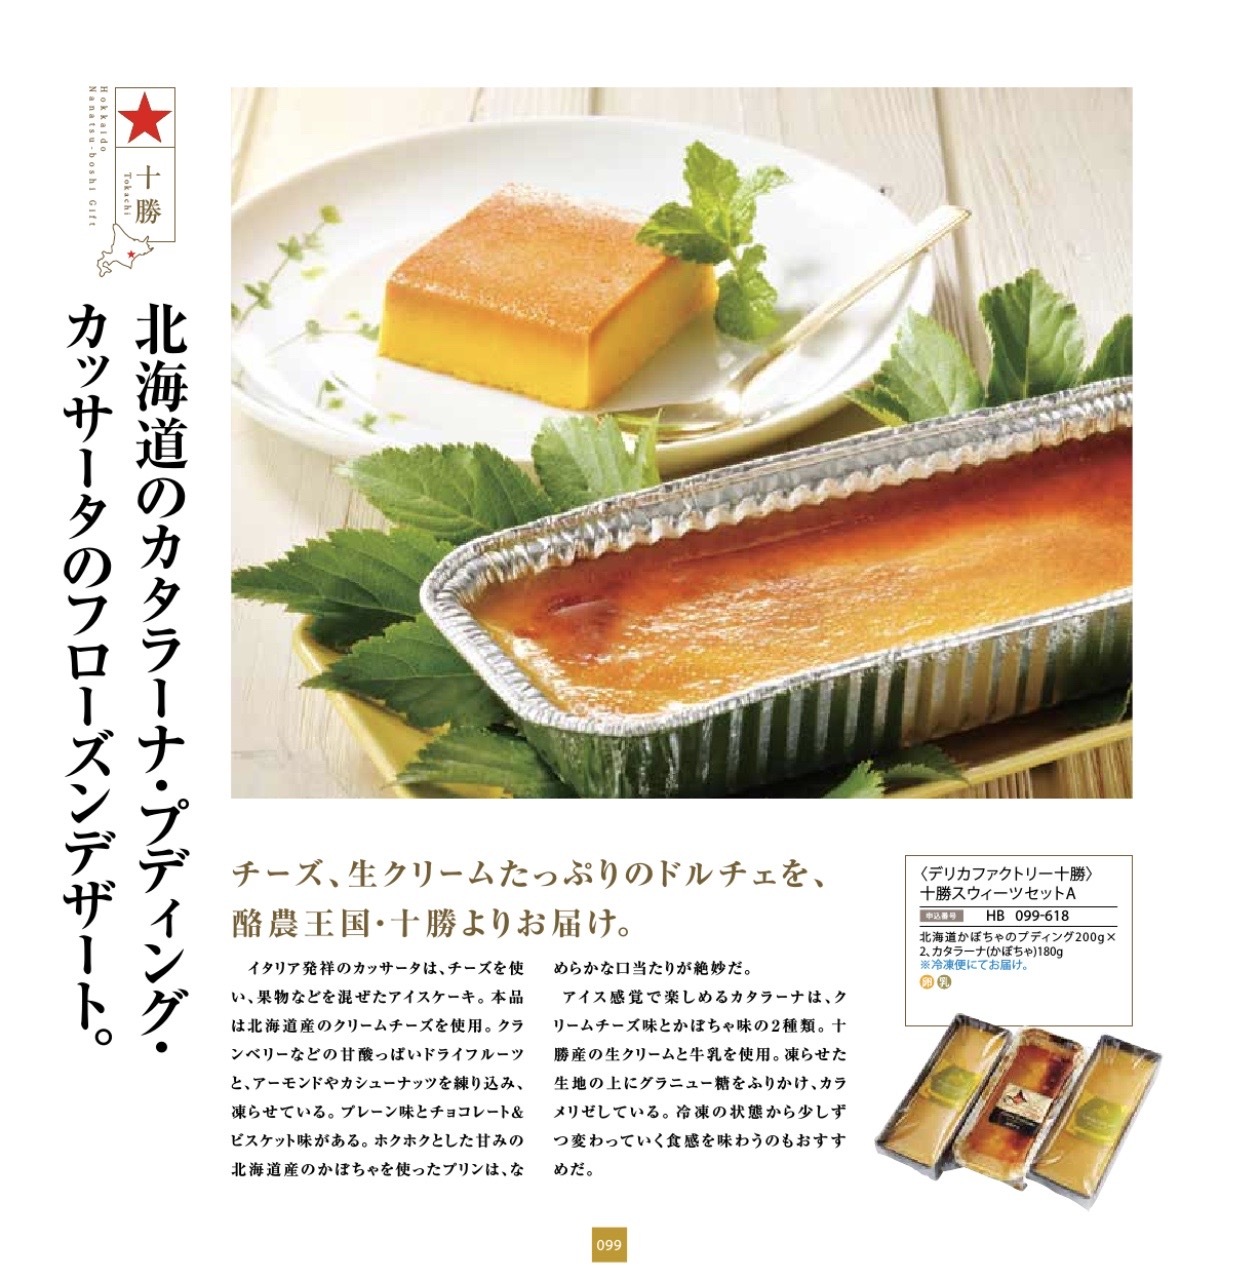 Hokkaido
Nanatsu-boshi Gift
十勝
Tokachi
北海道のカタラーナ・プディング・
カッサータのフローズンデザート。
チーズ、生クリームたっぷりのドルチェを、
酪農王国・十勝よりお届け。
イタリア発祥のカッサータは、チーズを使
い、果物などを混ぜたアイスケーキ。本品
は北海道産のクリームチーズを使用。クラ
ンベリーなどの甘酸っぱいドライフルーツ
と、アーモンドやカシューナッツを練り込み、
凍らせている。プレーン味とチョコレート&
ビスケット味がある。ホクホクとした甘みの
北海道産のかぼちゃを使ったプリンは、な
めらかな口当たりが絶妙だ。
アイス感覚で楽しめるカタラーナは、ク
リームチーズ味とかぼちゃ味の2種類。十
勝産の生クリームと牛乳を使用。凍らせた
生地の上にグラニュー糖をふりかけ、カラ
メリゼしている。冷凍の状態から少しず
つ変わっていく食感を味わうのもおすす
めだ。
〈デリカファクトリー十勝〉
十勝スウィーツセットA
申込番号 HB 099-618
北海道かぼちゃのプディング200g×
2、カタラーナ(かぼちゃ)180g
※冷凍便にてお届け。
卵 乳
099